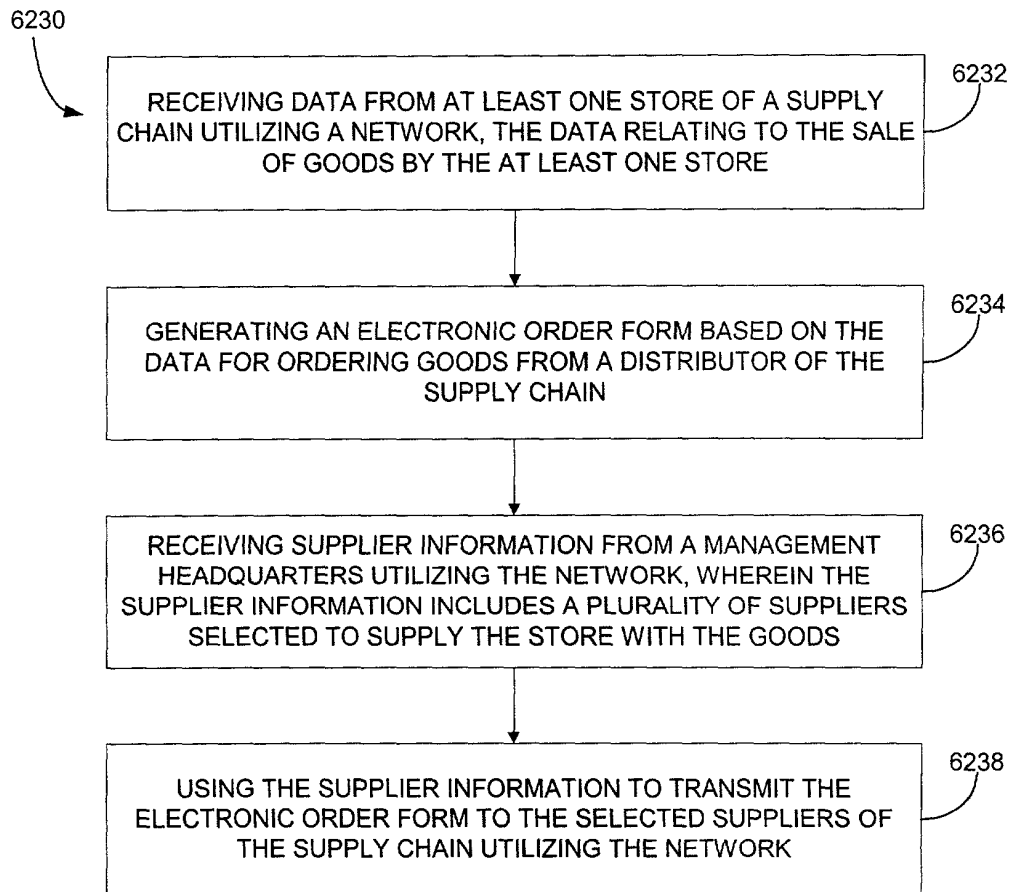 6230
6232
RECEIVING DATA FROM AT LEAST ONE STORE OF A SUPPLY
CHAIN UTILIZING A NETWORK, THE DATA RELATING TO THE SALE
OF GOODS BY THE AT LEAST ONE STORE
6234
GENERATING AN ELECTRONIC ORDER FORM BASED ON THE
DATA FOR ORDERING GOODS FROM A DISTRIBUTOR OF THE
SUPPLY CHAIN
6236
RECEIVING SUPPLIER INFORMATION FROM A MANAGEMENT
HEADQUARTERS UTILIZING THE NETWORK, WHEREIN THE
SUPPLIER INFORMATION INCLUDES A PLURALITY OF SUPPLIERS
SELECTED TO SUPPLY THE STORE WITH THE GOODS
6238
USING THE SUPPLIER INFORMATION TO TRANSMIT THE
ELECTRONIC ORDER FORM TO THE SELECTED SUPPLIERS OF
THE SUPPLY CHAIN UTILIZING THE NETWORK